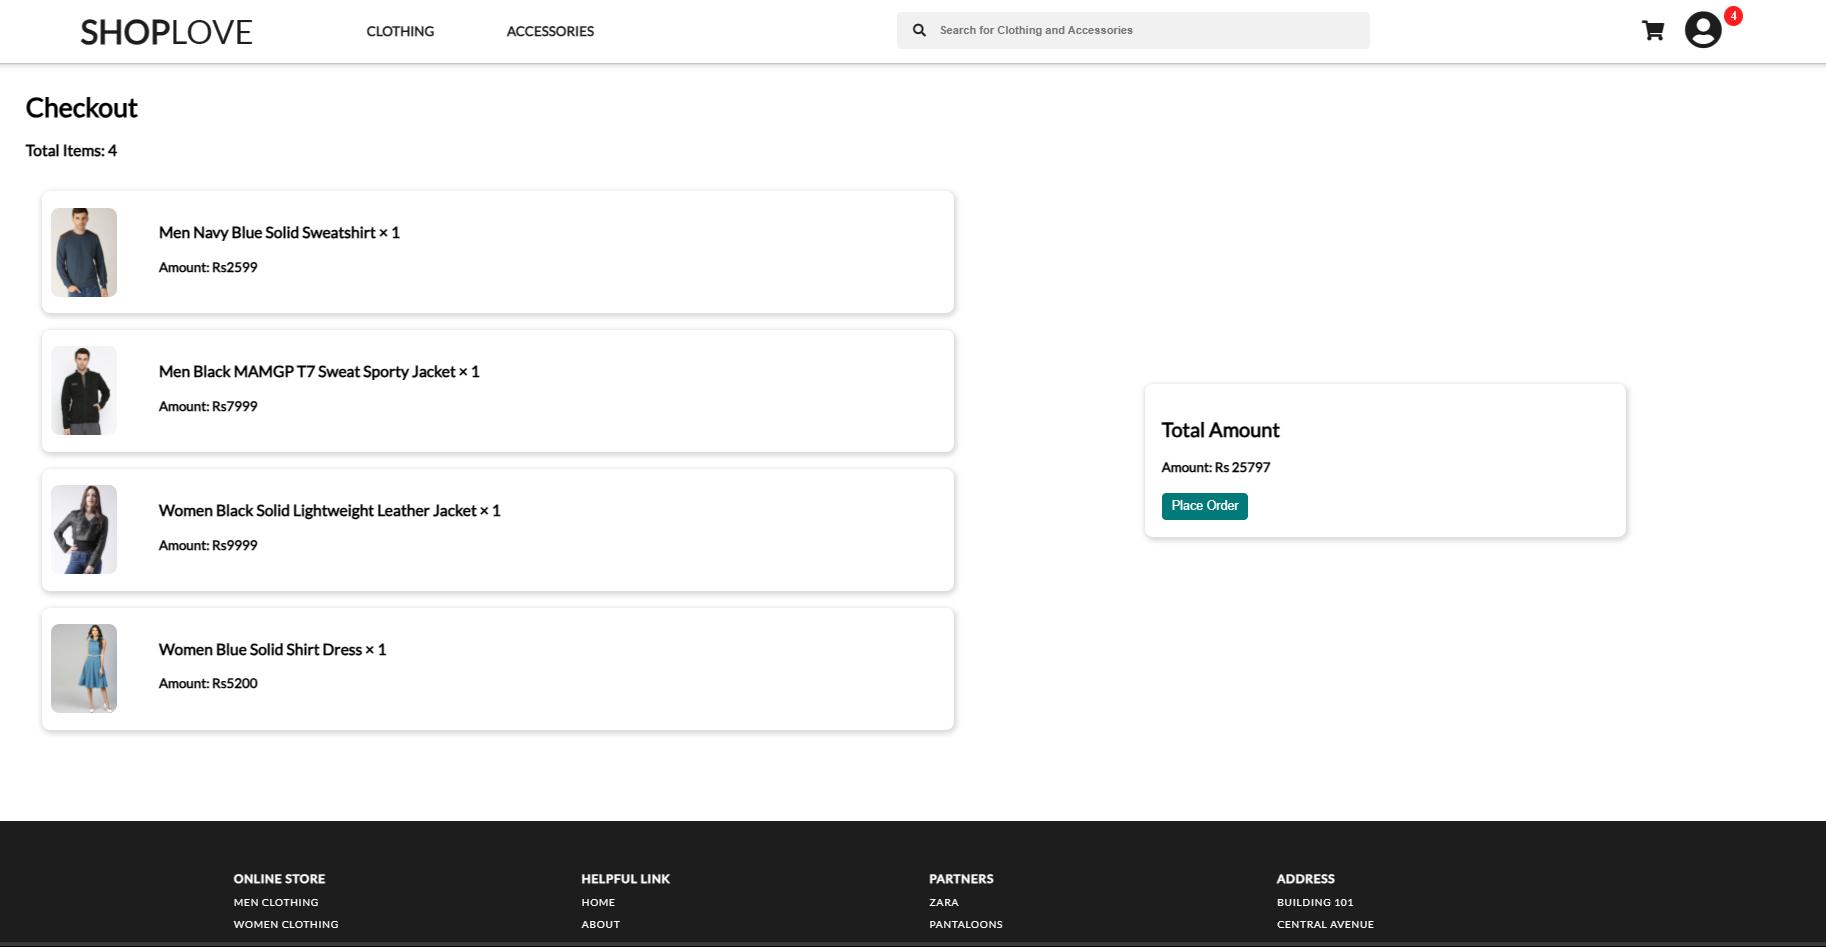 SHOPLOVE
CLOTHING
ACCESSORIES
Search for Clothing and Accessories
4
Checkout
Total Items: 4
Men Navy Blue Solid Sweatshirt × 1
Amount: Rs2599
Men Black MAMGP T7 Sweat Sporty Jacket × 1
Amount: Rs7999
Women Black Solid Lightweight Leather Jacket × 1
Amount: Rs9999
Women Blue Solid Shirt Dress × 1
Amount: Rs5200
Total Amount
Amount: Rs 25797
Place Order
ONLINE STORE
MEN CLOTHING
WOMEN CLOTHING
HELPFUL LINK
HOME
ABOUT
PARTNERS
ZARA
PANTALOONS
ADDRESS
BUILDING 101
CENTRAL AVENUE